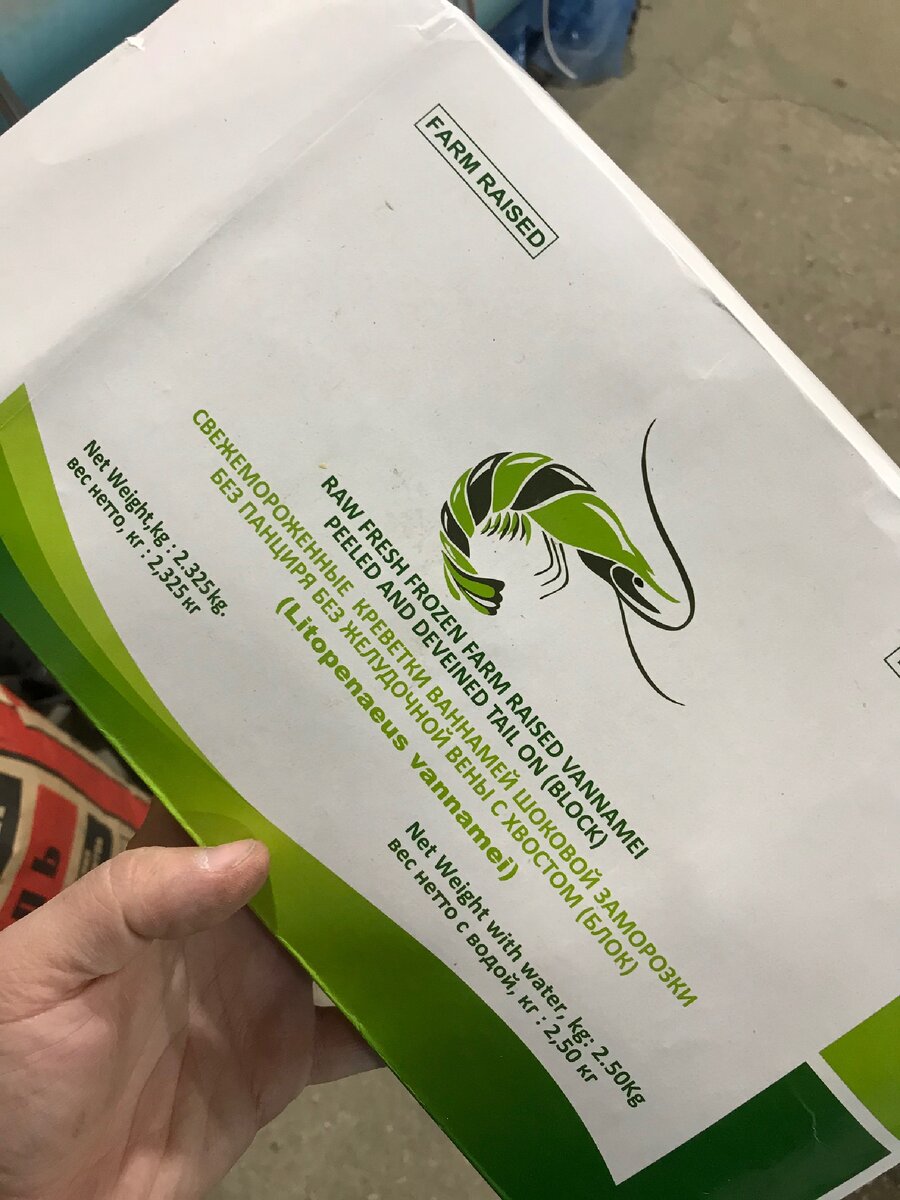 FARM RAISED
RAW FRESH FROZEN FARM RAISED VANNAMEI
PEELED AND DEVEINED TAIL ON (BLOCK)
СВЕЖЕМОРОЖЕННЫЕ КРЕВЕТКИ ВАННАМЕЙ ШОКОВОЙ ЗАМОРОЗКИ
БЕЗ ПАНЦИРЯ БЕЗ ЖЕЛУДОЧНОЙ ВЕНЫ С ХВОСТОМ (БЛОК)
(Litopenaeus vannamei)
Net Weight,kg : 2.325kg.
вес нетто, кг : 2,325 кг
Net Weight with water, kg: 2.50Kg
вес нетто с водой, кг : 2,50 кг